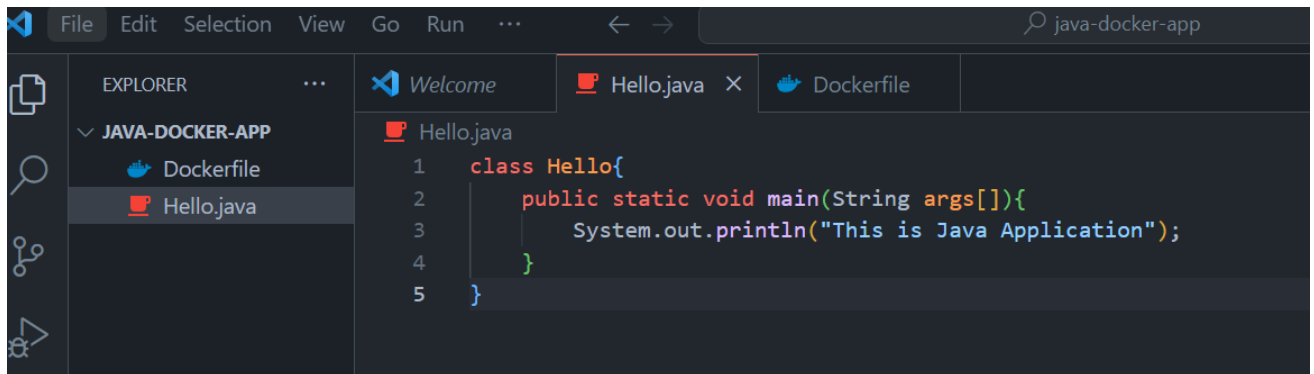 File Edit Selection View Go Run ··· ← → java-docker-app
EXPLORER ···
Welcome Hello.java × Dockerfile
JAVA-DOCKER-APP
Dockerfile
Hello.java
Hello.java
1 class Hello{
2 public static void main(String args[]){
3 System.out.println("This is Java Application");
4 }
5 }